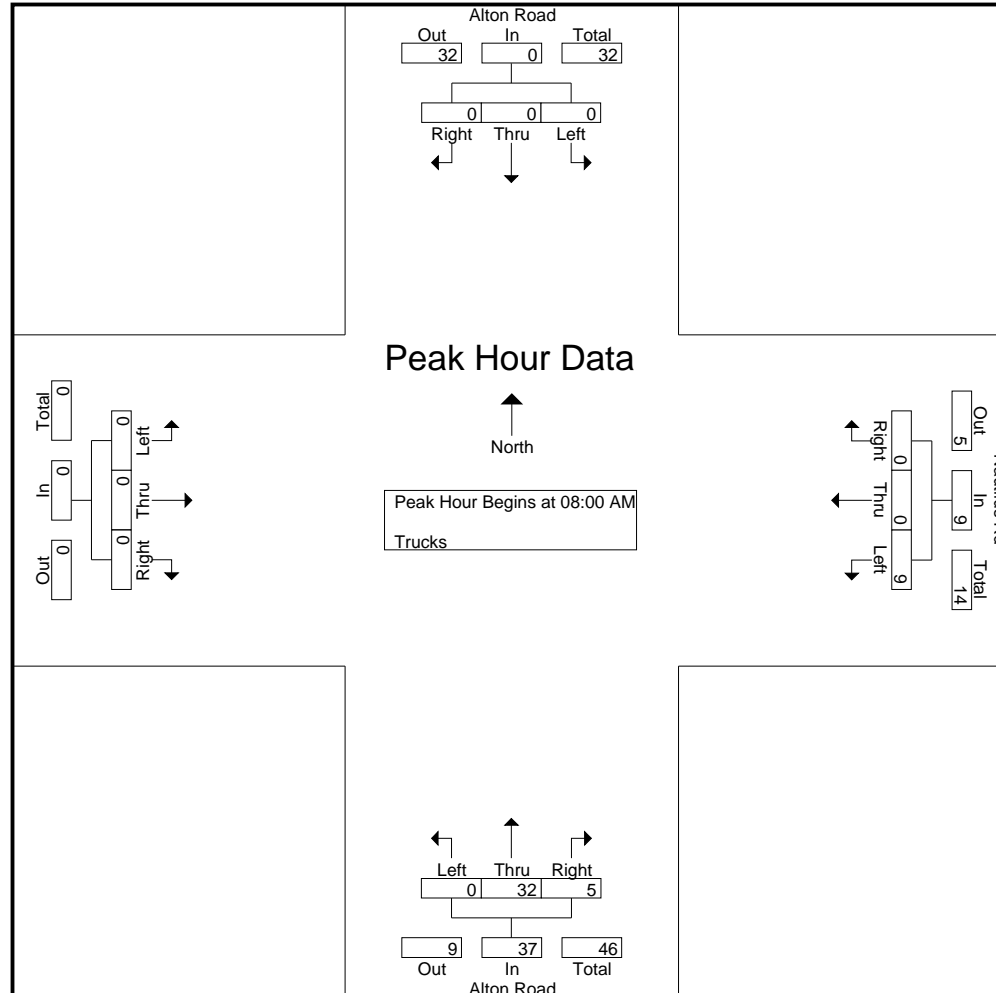 Alton Road
Out In Total
32 0 32
0 0 0
Right Thru Left
Peak Hour Data
North
Peak Hour Begins at 08:00 AM
Trucks
Total In Out
0 0 0
0 0 0
Left Thru Right
Out In Total
5 9 14
0 0 9
Right Thru Left
Left Thru Right
0 32 5
9 37 46
Out In Total
Alton Road